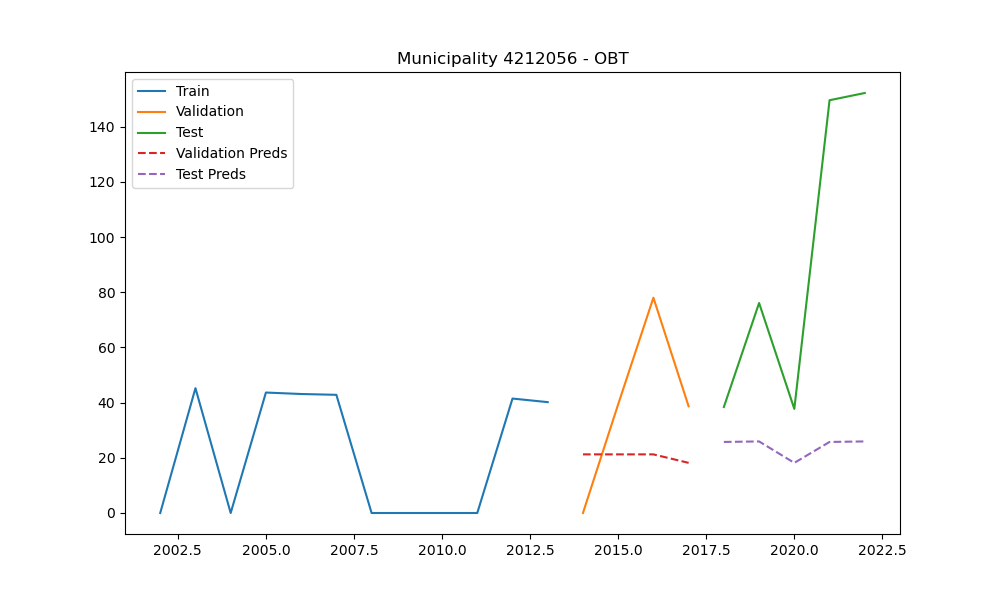 Municipality 4212056 - OBT
Train
Validation
Test
Validation Preds
Test Preds
140
120
100
80
60
40
20
0
2002.5 2005.0 2007.5 2010.0 2012.5 2015.0 2017.5 2020.0 2022.5